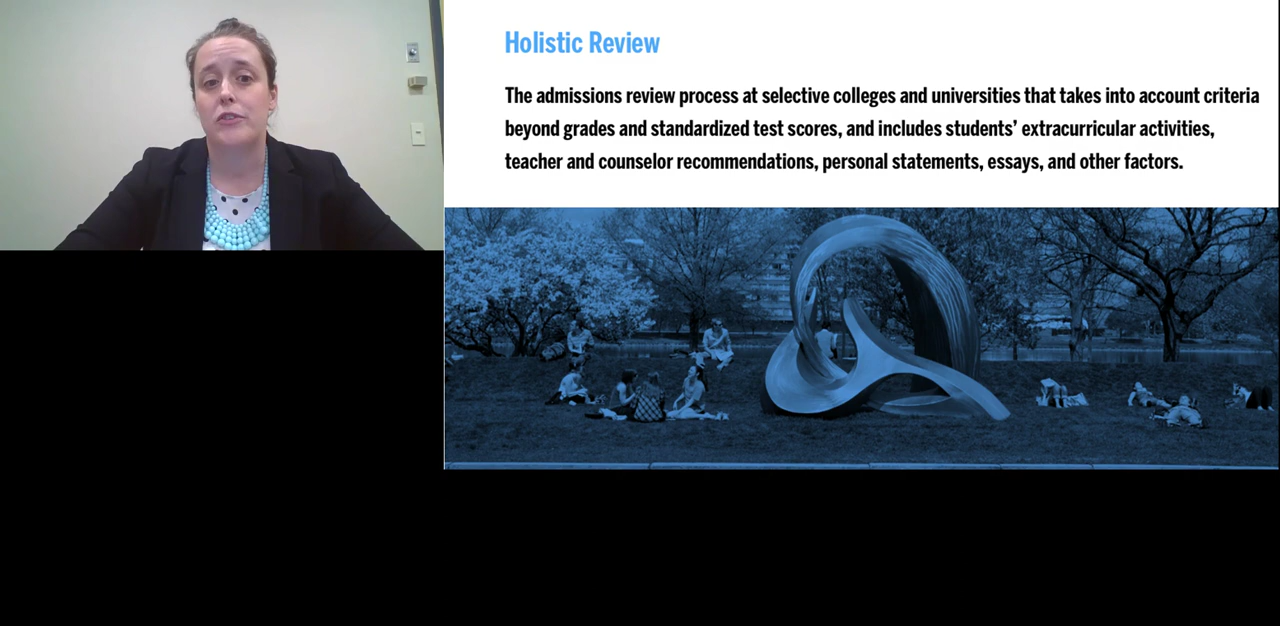 Holistic Review
The admissions review process at selective colleges and universities that takes into account criteria
beyond grades and standardized test scores, and includes students’ extracurricular activities,
teacher and counselor recommendations, personal statements, essays, and other factors.